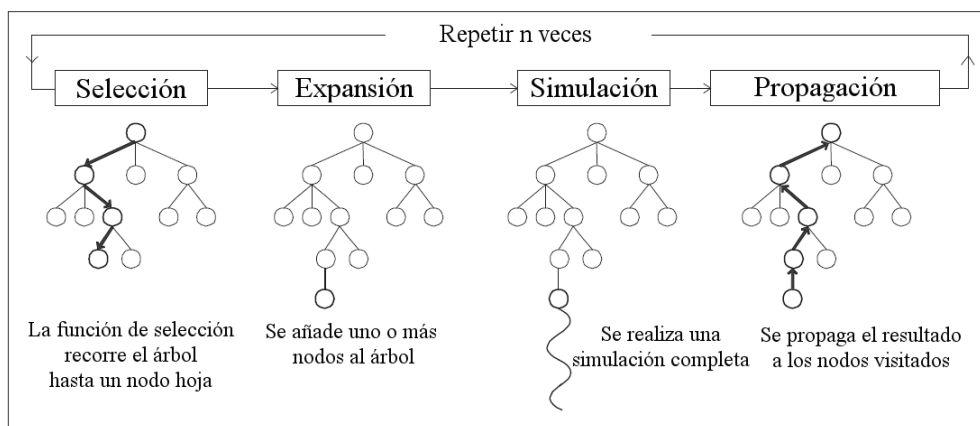 Repetir n veces
Selección
Expansión
Simulación
Propagación
La función de selección
recorre el árbol
hasta un nodo hoja
Se añade uno o más
nodos al árbol
Se realiza una
simulación completa
Se propaga el resultado
a los nodos visitados